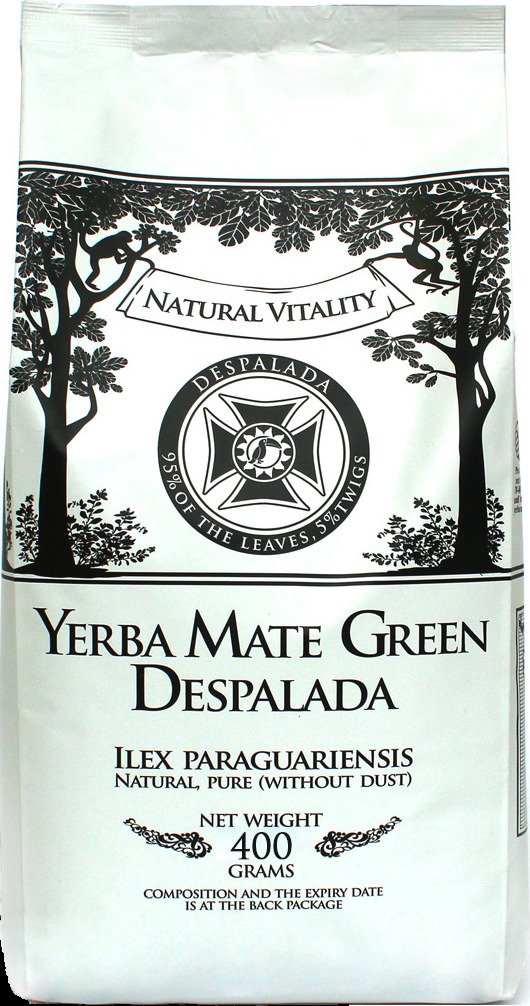 NATURAL VITALITY
DESPALADA
95% OF THE LEAVES, 5% TWIGS
YERBA MATE GREEN
DESPALADA
ILEX PARAGUARIENSIS
NATURAL, PURE (WITHOUT DUST)
NET WEIGHT
400
GRAMS
COMPOSITION AND THE EXPIRY DATE
IS AT THE BACK PACKAGE